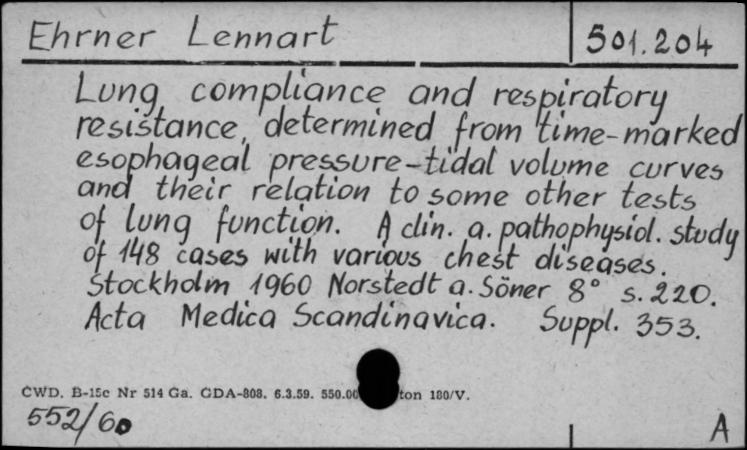 Ehrner Lennart 501.204
Lung compliance and respiratory
resistance, determined from time-marked
esophageal pressure-tidal volume curves
and their relation to some other tests
of lung function. A clin. a. pathophysiol. study
of 148 cases with various chest diseases.
Stockholm 1960 Norstedt a. Söner 8° s. 220.
Acta Medica Scandinavica. Suppl. 353.
CWD. B-15c Nr 514 Ga. GDA-808. 6.3.59. 180/V.
552/60 A